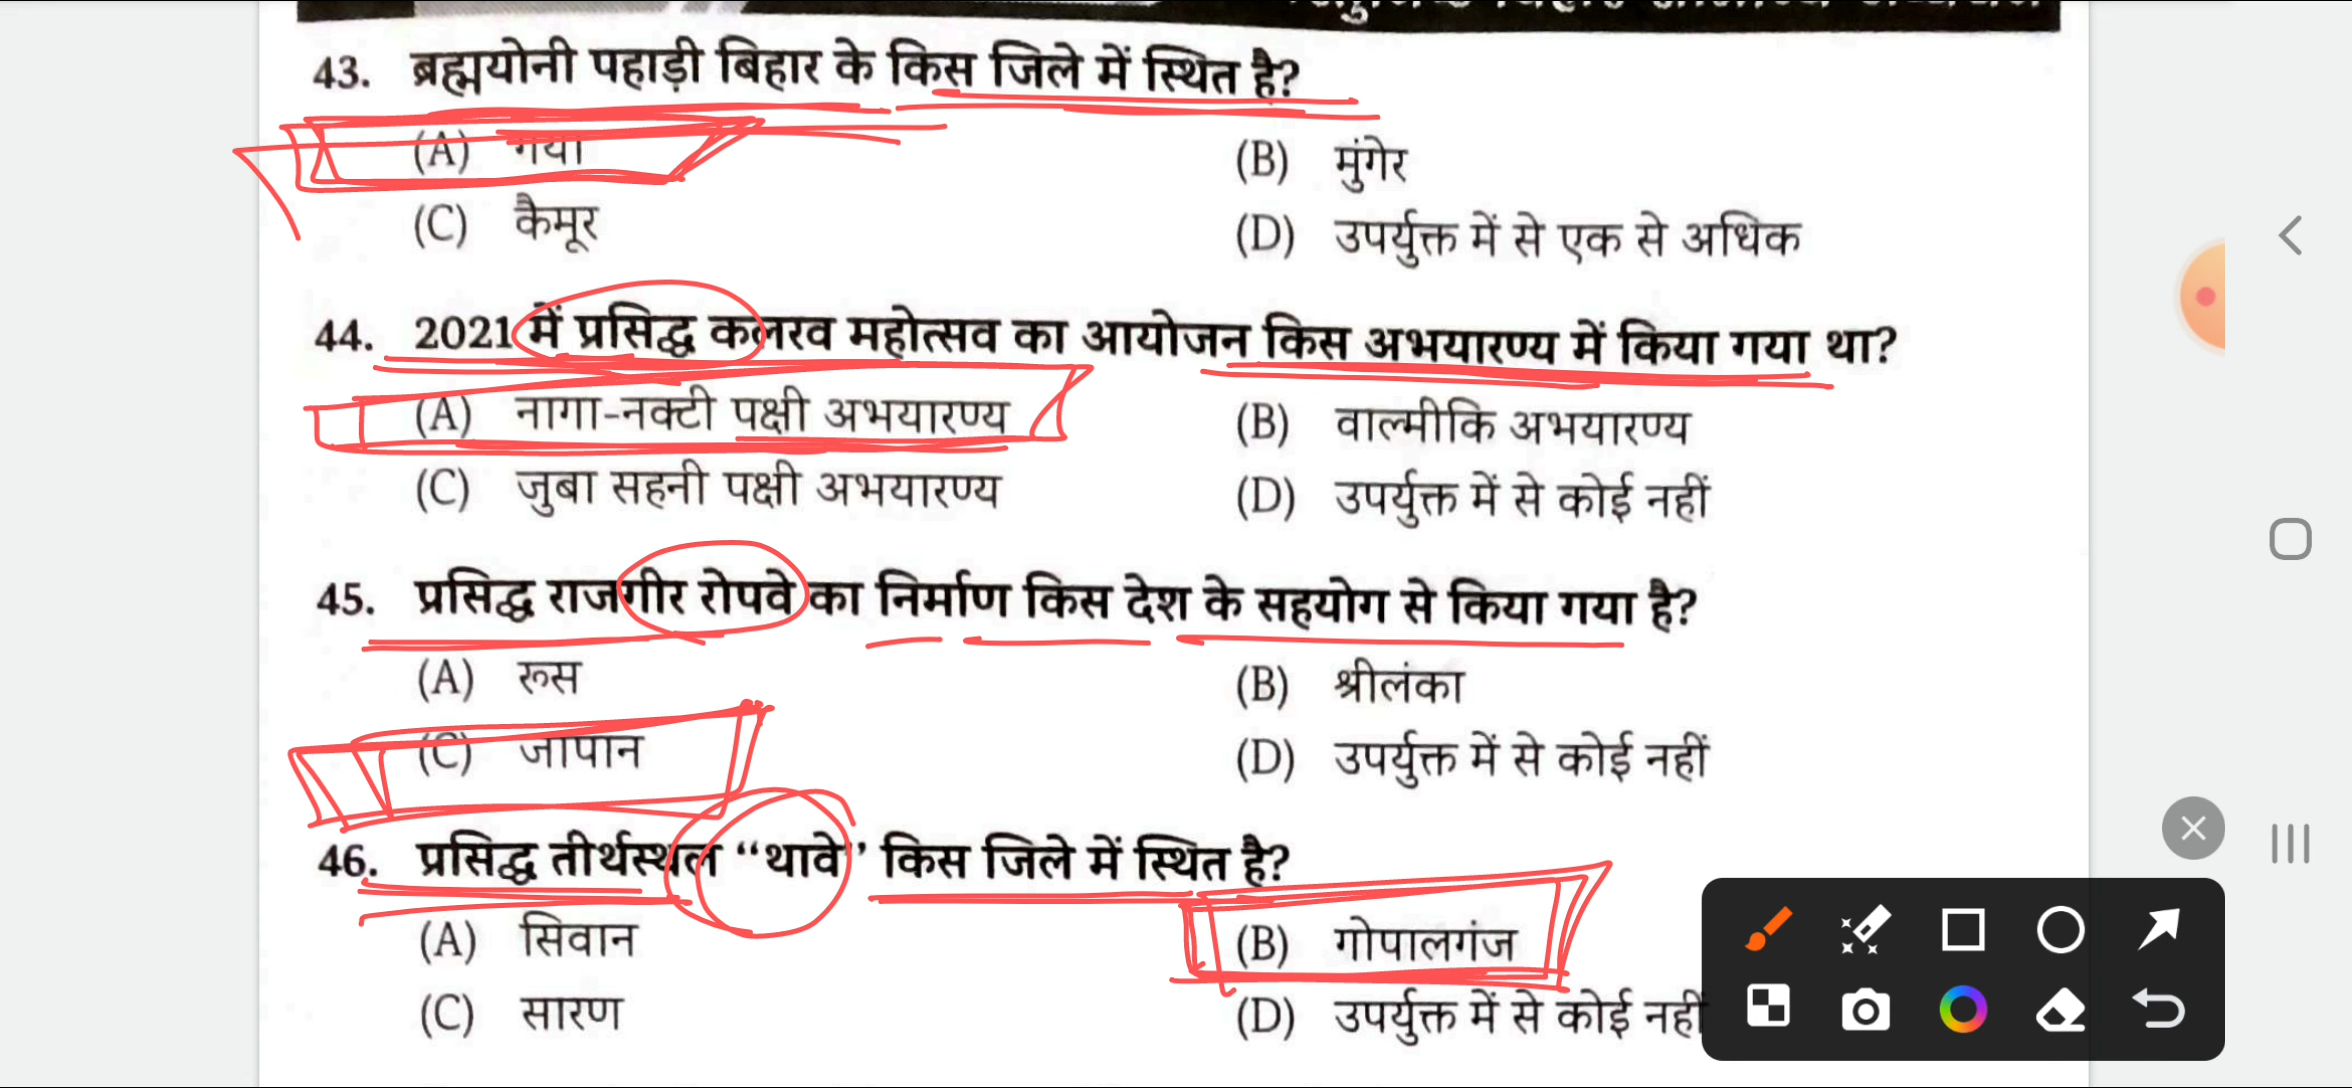 43. ब्रह्मयोनी पहाड़ी बिहार के किस जिले में स्थित है?
(A) गया (B) मुंगेर
(C) कैमूर (D) उपर्युक्त में से एक से अधिक
44. 2021 में प्रसिद्ध कलरव महोत्सव का आयोजन किस अभयारण्य में किया गया था?
(A) नागा-नक्टी पक्षी अभयारण्य (B) वाल्मीकि अभयारण्य
(C) जुबा सहनी पक्षी अभयारण्य (D) उपर्युक्त में से कोई नहीं
45. प्रसिद्ध राजगीर रोपवे का निर्माण किस देश के सहयोग से किया गया है?
(A) रूस (B) श्रीलंका
(C) जापान (D) उपर्युक्त में से कोई नहीं
46. प्रसिद्ध तीर्थस्थल “थावे” किस जिले में स्थित है?
(A) सिवान (B) गोपालगंज
(C) सारण (D) उपर्युक्त में से कोई नहीं